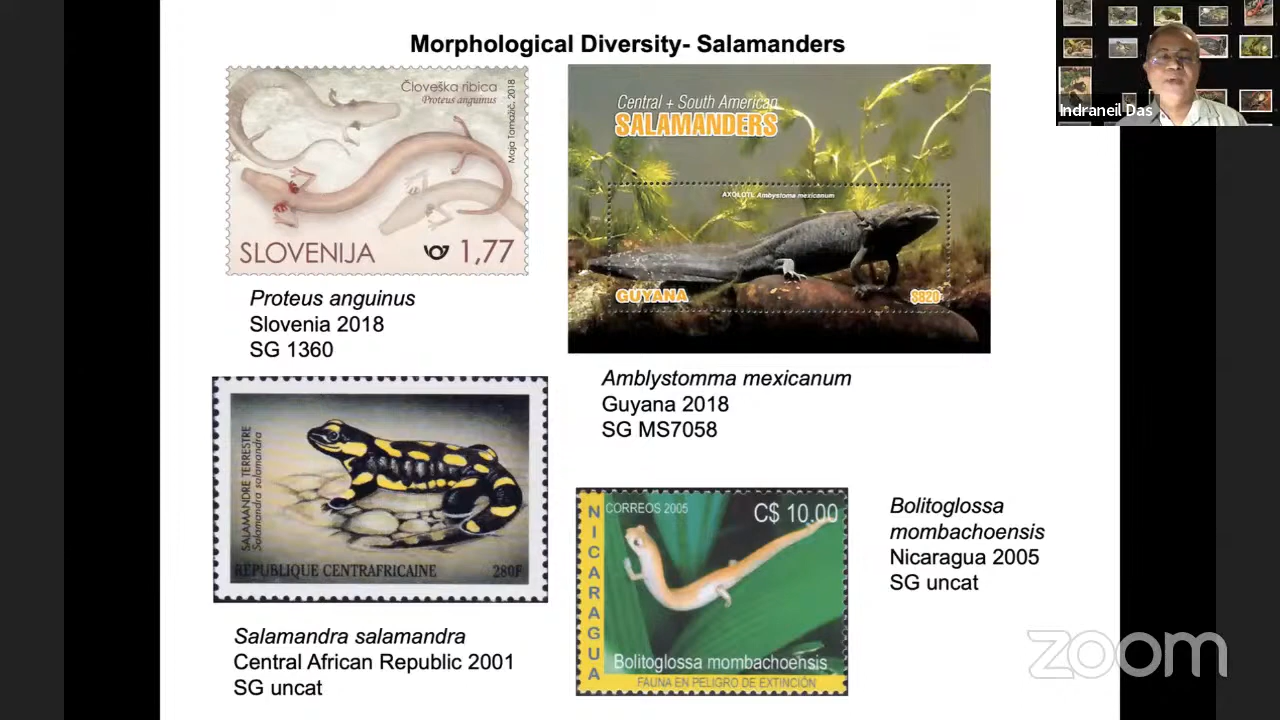 Morphological Diversity- Salamanders
Indraneil Das
Človeška ribica
Proteus anguinus
Maja Tomažič, 2018
SLOVENIJA 1,77
Proteus anguinus
Slovenia 2018
SG 1360
Central + South American
SALAMANDERS
AXOLOTL Ambystoma mexicanum
GUYANA $820
Amblystomma mexicanum
Guyana 2018
SG MS7058
SALAMANDRE TERRESTRE
Salamandra salamandra
RÉPUBLIQUE CENTRAFRICAINE 280F
Salamandra salamandra
Central African Republic 2001
SG uncat
NICARAGUA
CORREOS 2005 C$ 10.00
Bolitoglossa mombachoensis
FAUNA EN PELIGRO DE EXTINCIÓN
Bolitoglossa
mombachoensis
Nicaragua 2005
SG uncat
zoom